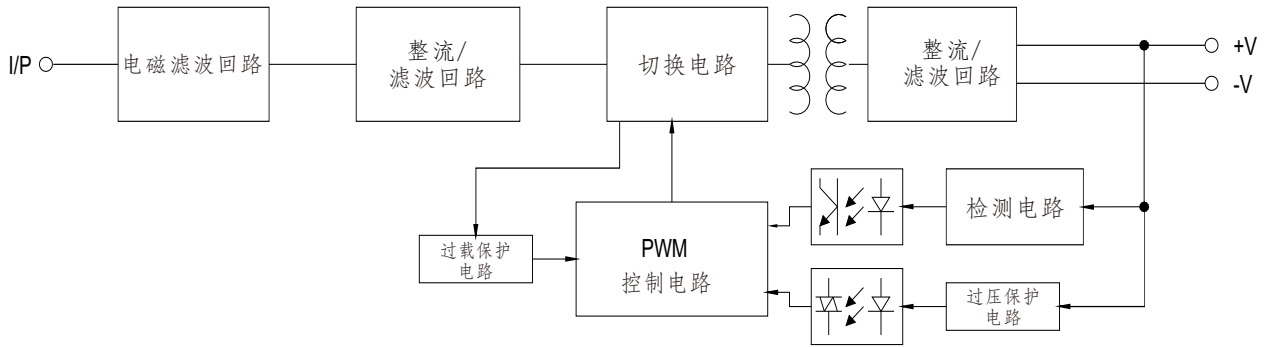 I/P
电磁滤波回路
整流/
滤波回路
切换电路
整流/
滤波回路
+V
-V
过载保护
电路
PWM
控制电路
检测电路
过压保护
电路